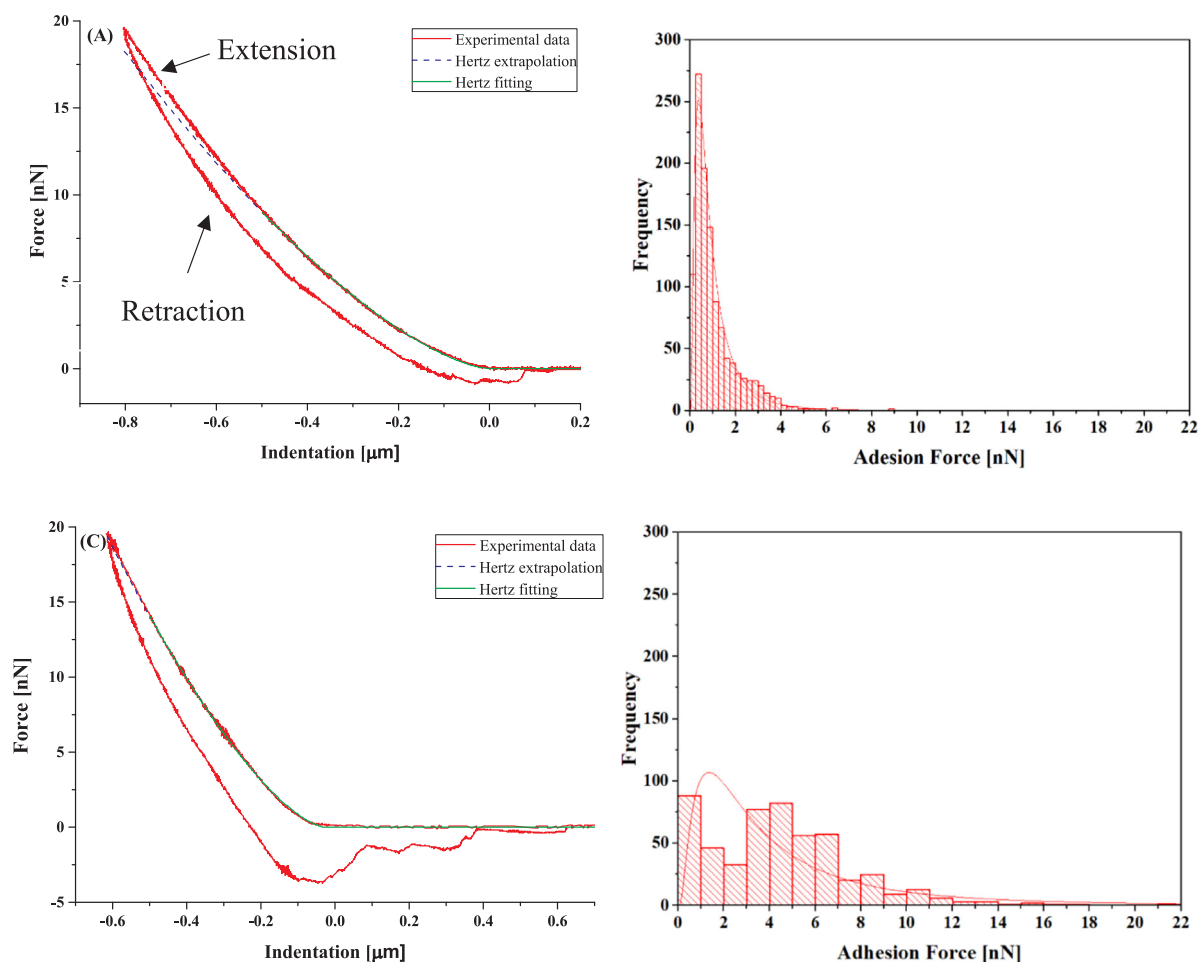 (A)
Extension
Retraction
Experimental data
Hertz extrapolation
Hertz fitting
Force [nN]
20
15
10
5
0
-0.8
-0.6
-0.4
-0.2
0.0
0.2
Indentation [μm]
Frequency
300
250
200
150
100
50
0
0 2 4 6 8 10 12 14 16 18 20 22
Adesion Force [nN]
(C)
Experimental data
Hertz extrapolation
Hertz fitting
Force [nN]
20
15
10
5
0
-5
-0.6
-0.4
-0.2
0.0
0.2
0.4
0.6
Indentation [μm]
Frequency
300
250
200
150
100
50
0
0 2 4 6 8 10 12 14 16 18 20 22
Adhesion Force [nN]